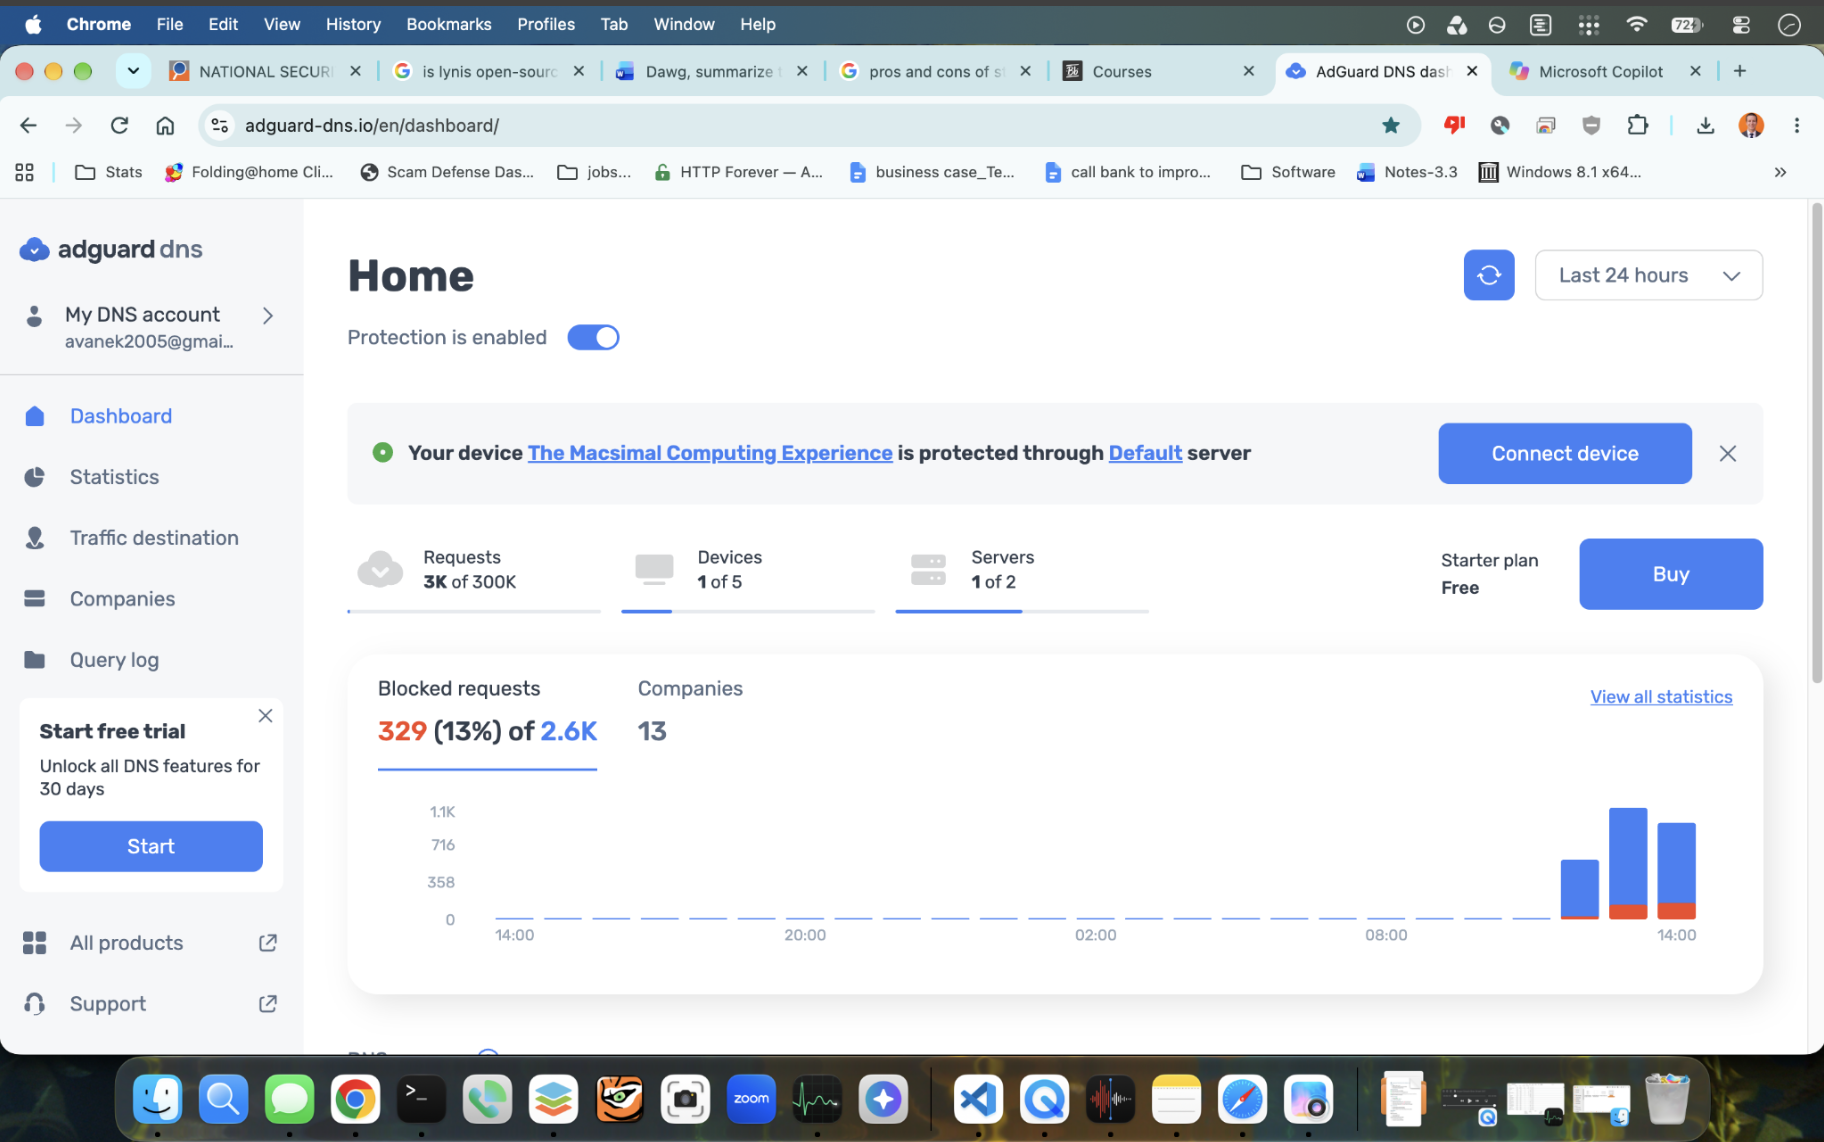 Chrome File Edit View History Bookmarks Profiles Tab Window Help
72
NATIONAL SECURI
is lynis open-sourc
Dawg, summarize t
pros and cons of st
Courses
AdGuard DNS dash
Microsoft Copilot
adguard-dns.io/en/dashboard/
Stats
Folding@home Cli...
Scam Defense Das...
jobs...
HTTP Forever — A...
business case_Te...
call bank to impro...
Software
Notes-3.3
Windows 8.1 x64...
adguard dns
My DNS account
avanek2005@gmai...
Dashboard
Statistics
Traffic destination
Companies
Query log
Start free trial
Unlock all DNS features for
30 days
Start
All products
Support
Home
Last 24 hours
Protection is enabled
Your device The Macsimal Computing Experience is protected through Default server
Connect device
Requests
3K of 300K
Devices
1 of 5
Servers
1 of 2
Starter plan
Free
Buy
Blocked requests
329 (13%) of 2.6K
Companies
13
View all statistics
1.1K
716
358
0
14:00 20:00 02:00 08:00 14:00
zoom